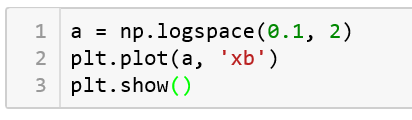 1 a = np.logspace(0.1, 2)
2 plt.plot(a, 'xb')
3 plt.show()